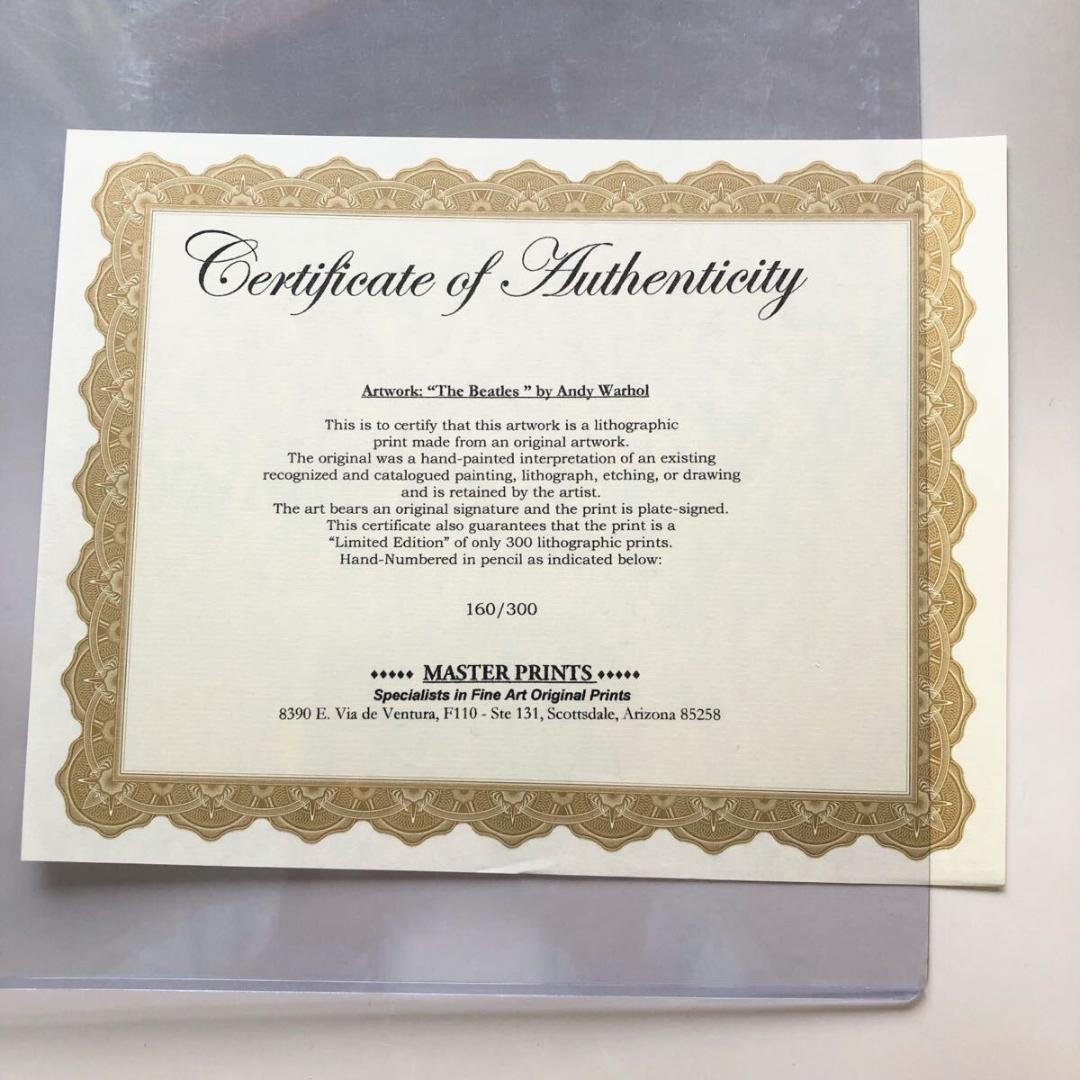 Certificate of Authenticity
Artwork: “The Beatles ” by Andy Warhol
This is to certify that this artwork is a lithographic
print made from an original artwork.
The original was a hand-painted interpretation of an existing
recognized and catalogued painting, lithograph, etching, or drawing
and is retained by the artist.
The art bears an original signature and the print is plate-signed.
This certificate also guarantees that the print is a
“Limited Edition” of only 300 lithographic prints.
Hand-Numbered in pencil as indicated below:
160/300
♦♦♦♦♦ MASTER PRINTS ♦♦♦♦♦
Specialists in Fine Art Original Prints
8390 E. Via de Ventura, F110 - Ste 131, Scottsdale, Arizona 85258